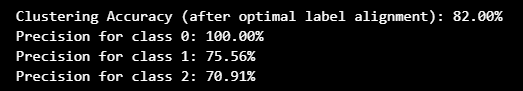 Clustering Accuracy (after optimal label alignment): 82.00%
Precision for class 0: 100.00%
Precision for class 1: 75.56%
Precision for class 2: 70.91%